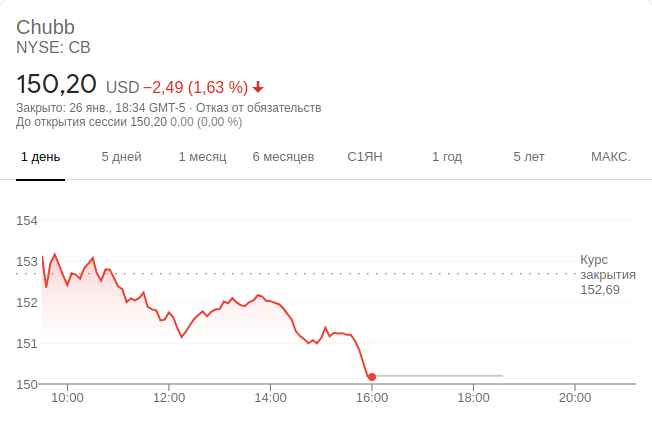 Chubb
NYSE: CB
150,20 USD −2,49 (1,63 %)
Закрыто: 26 янв., 18:34 GMT-5 · Отказ от обязательств
До открытия сессии 150,20 0,00 (0,00 %)
1 день 5 дней 1 месяц 6 месяцев С1ЯН 1 год 5 лет МАКС.
154
153
152
151
150
Курс
закрытия
152,69
10:00 12:00 14:00 16:00 18:00 20:00